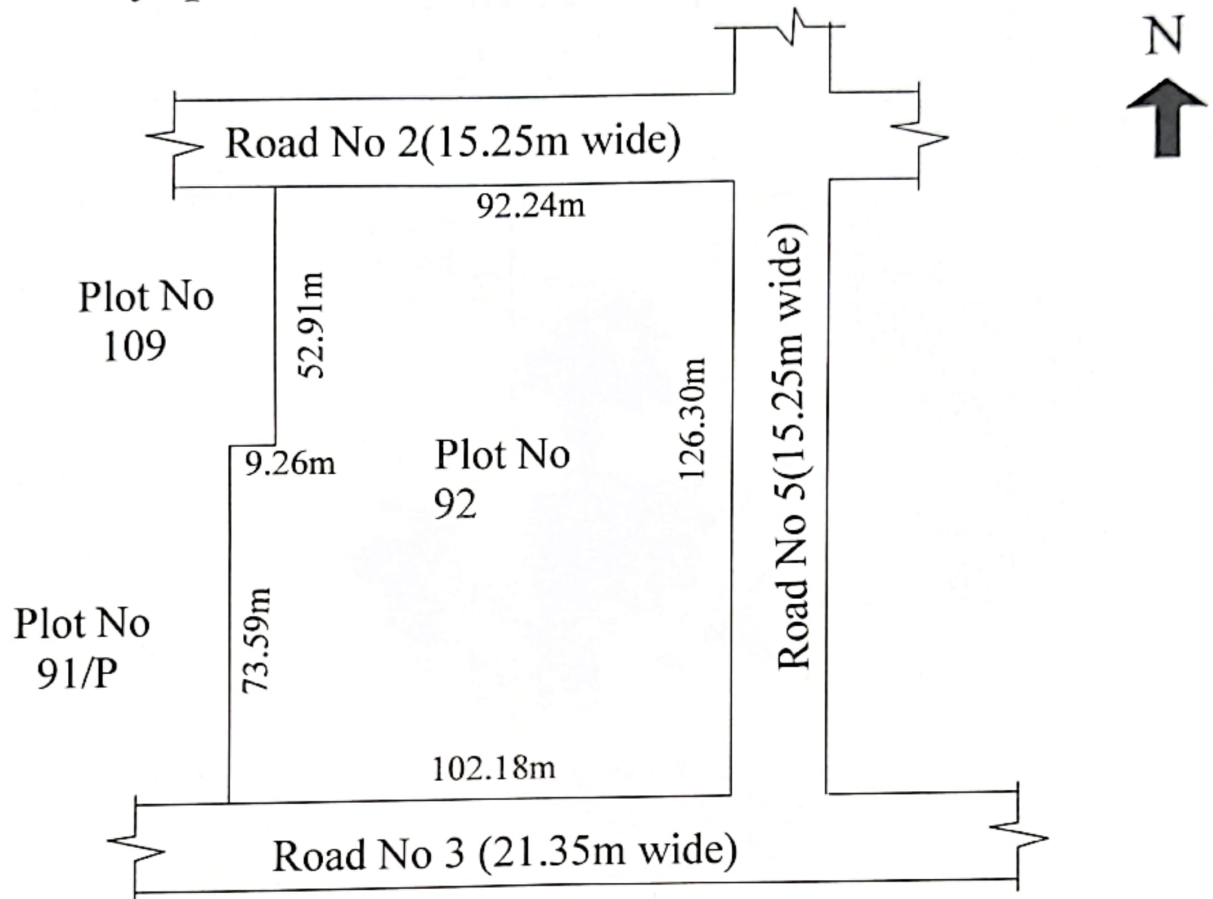 N
Road No 2(15.25m wide)
92.24m
Plot No
109
52.91m
126.30m
Road No 5(15.25m wide)
9.26m
Plot No
92
73.59m
Plot No
91/P
102.18m
Road No 3 (21.35m wide)